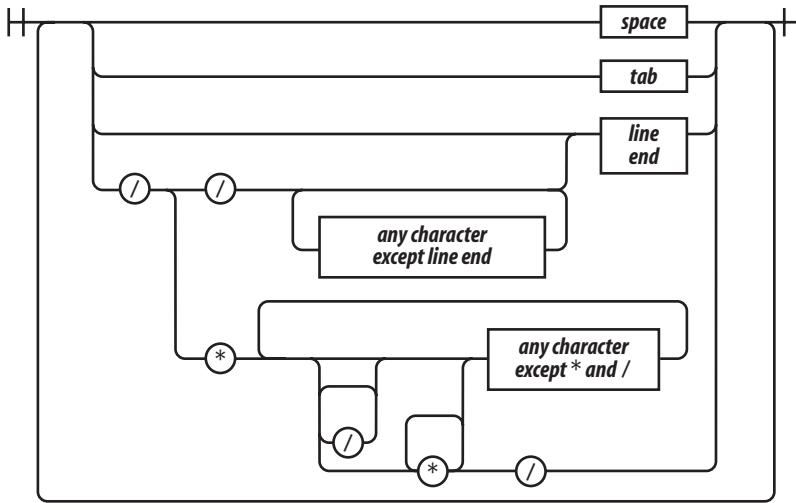 space
tab
line
end
/ /
any character
except line end
*
any character
except * and /
/
* /